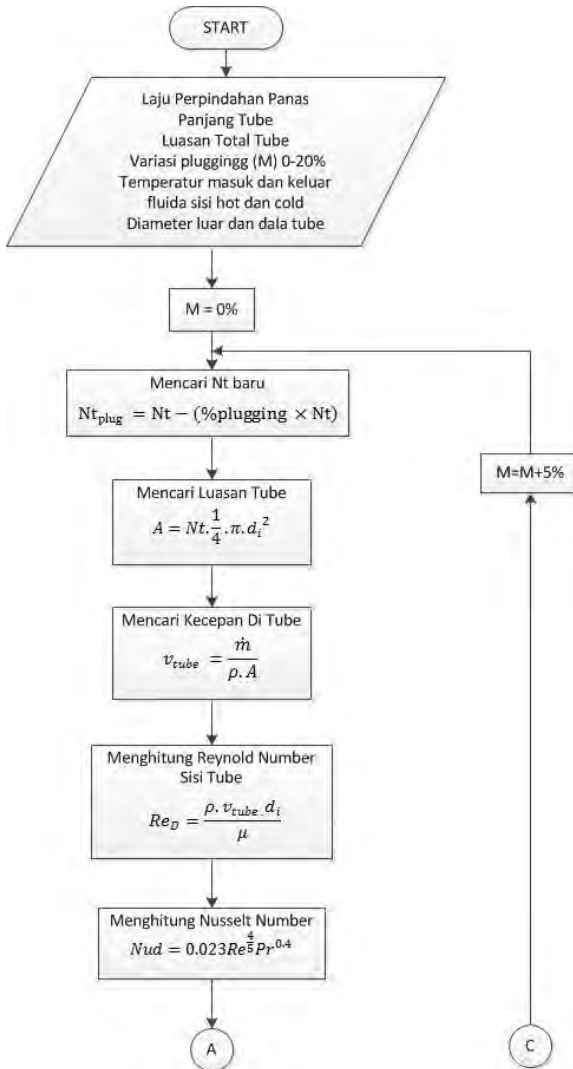 START
Laju Perpindahan Panas
Panjang Tube
Luasan Total Tube
Variasi pluggingg (M) 0-20%
Temperatur masuk dan keluar
fluida sisi hot dan cold
Diameter luar dan dala tube
M = 0%
Mencari Nt baru
Nt_plug = Nt − (%plugging × Nt)
M=M+5%
Mencari Luasan Tube
A = Nt.1/4.π.d_i^2
Mencari Kecepan Di Tube
v_tube = ṁ/ρ.A
Menghitung Reynold Number
Sisi Tube
Re_D = ρ.v_tube.d_i/μ
Menghitung Nusselt Number
Nud = 0.023Re^4/5Pr^0.4
A
C